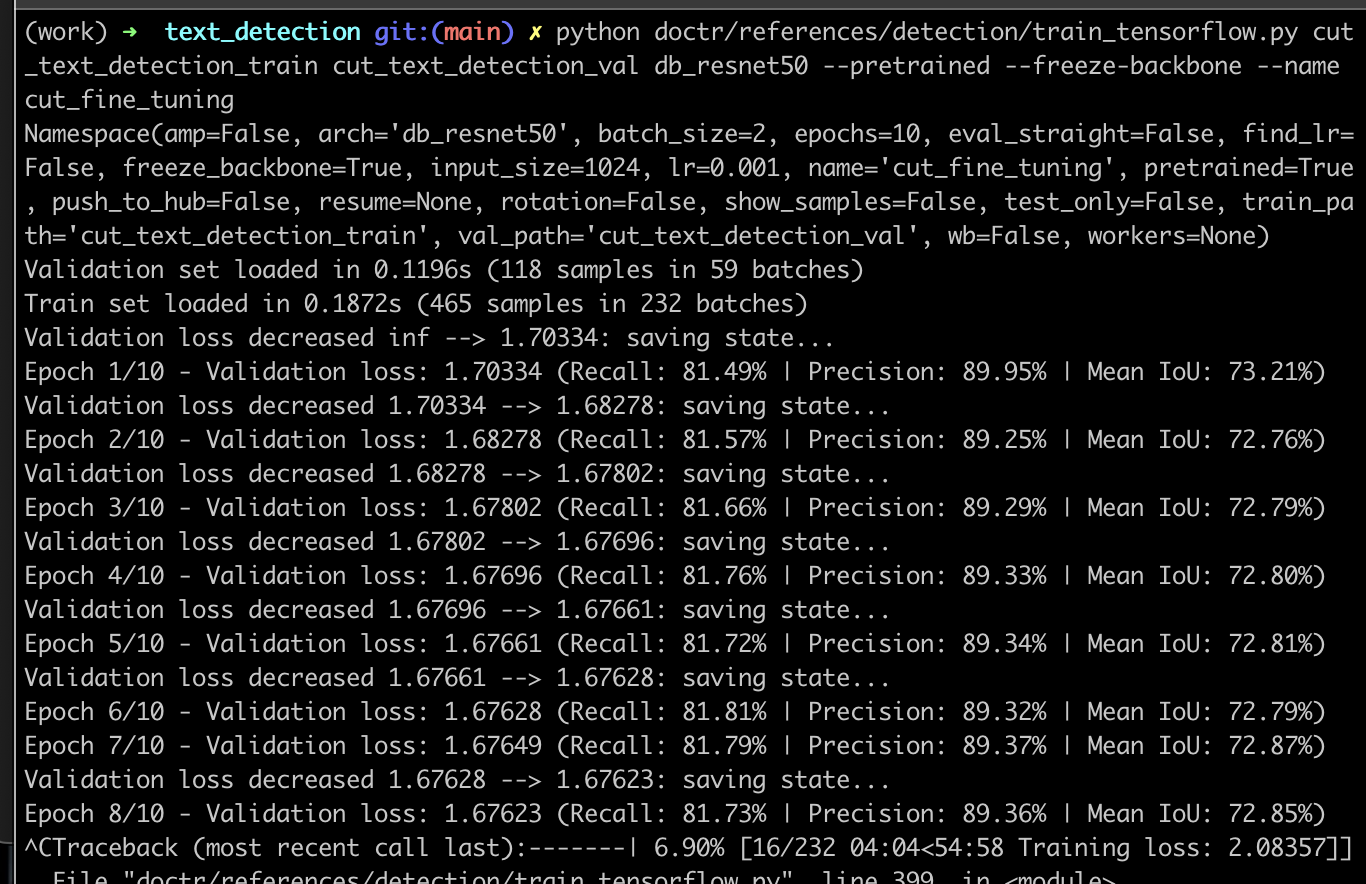 (work) ➜  text_detection git:(main) ✗ python doctr/references/detection/train_tensorflow.py cut
_text_detection_train cut_text_detection_val db_resnet50 --pretrained --freeze-backbone --name
cut_fine_tuning
Namespace(amp=False, arch='db_resnet50', batch_size=2, epochs=10, eval_straight=False, find_lr=
False, freeze_backbone=True, input_size=1024, lr=0.001, name='cut_fine_tuning', pretrained=True
, push_to_hub=False, resume=None, rotation=False, show_samples=False, test_only=False, train_pa
th='cut_text_detection_train', val_path='cut_text_detection_val', wb=False, workers=None)
Validation set loaded in 0.1196s (118 samples in 59 batches)
Train set loaded in 0.1872s (465 samples in 232 batches)
Validation loss decreased inf --> 1.70334: saving state...
Epoch 1/10 - Validation loss: 1.70334 (Recall: 81.49% | Precision: 89.95% | Mean IoU: 73.21%)
Validation loss decreased 1.70334 --> 1.68278: saving state...
Epoch 2/10 - Validation loss: 1.68278 (Recall: 81.57% | Precision: 89.25% | Mean IoU: 72.76%)
Validation loss decreased 1.68278 --> 1.67802: saving state...
Epoch 3/10 - Validation loss: 1.67802 (Recall: 81.66% | Precision: 89.29% | Mean IoU: 72.79%)
Validation loss decreased 1.67802 --> 1.67696: saving state...
Epoch 4/10 - Validation loss: 1.67696 (Recall: 81.76% | Precision: 89.33% | Mean IoU: 72.80%)
Validation loss decreased 1.67696 --> 1.67661: saving state...
Epoch 5/10 - Validation loss: 1.67661 (Recall: 81.72% | Precision: 89.34% | Mean IoU: 72.81%)
Validation loss decreased 1.67661 --> 1.67628: saving state...
Epoch 6/10 - Validation loss: 1.67628 (Recall: 81.81% | Precision: 89.32% | Mean IoU: 72.79%)
Epoch 7/10 - Validation loss: 1.67649 (Recall: 81.79% | Precision: 89.37% | Mean IoU: 72.87%)
Validation loss decreased 1.67628 --> 1.67623: saving state...
Epoch 8/10 - Validation loss: 1.67623 (Recall: 81.73% | Precision: 89.36% | Mean IoU: 72.85%)
^CTraceback (most recent call last):-------| 6.90% [16/232 04:04<54:58 Training loss: 2.08357]]
File "doctr/references/detection/train_tensorflow.py", line 399, in <module>